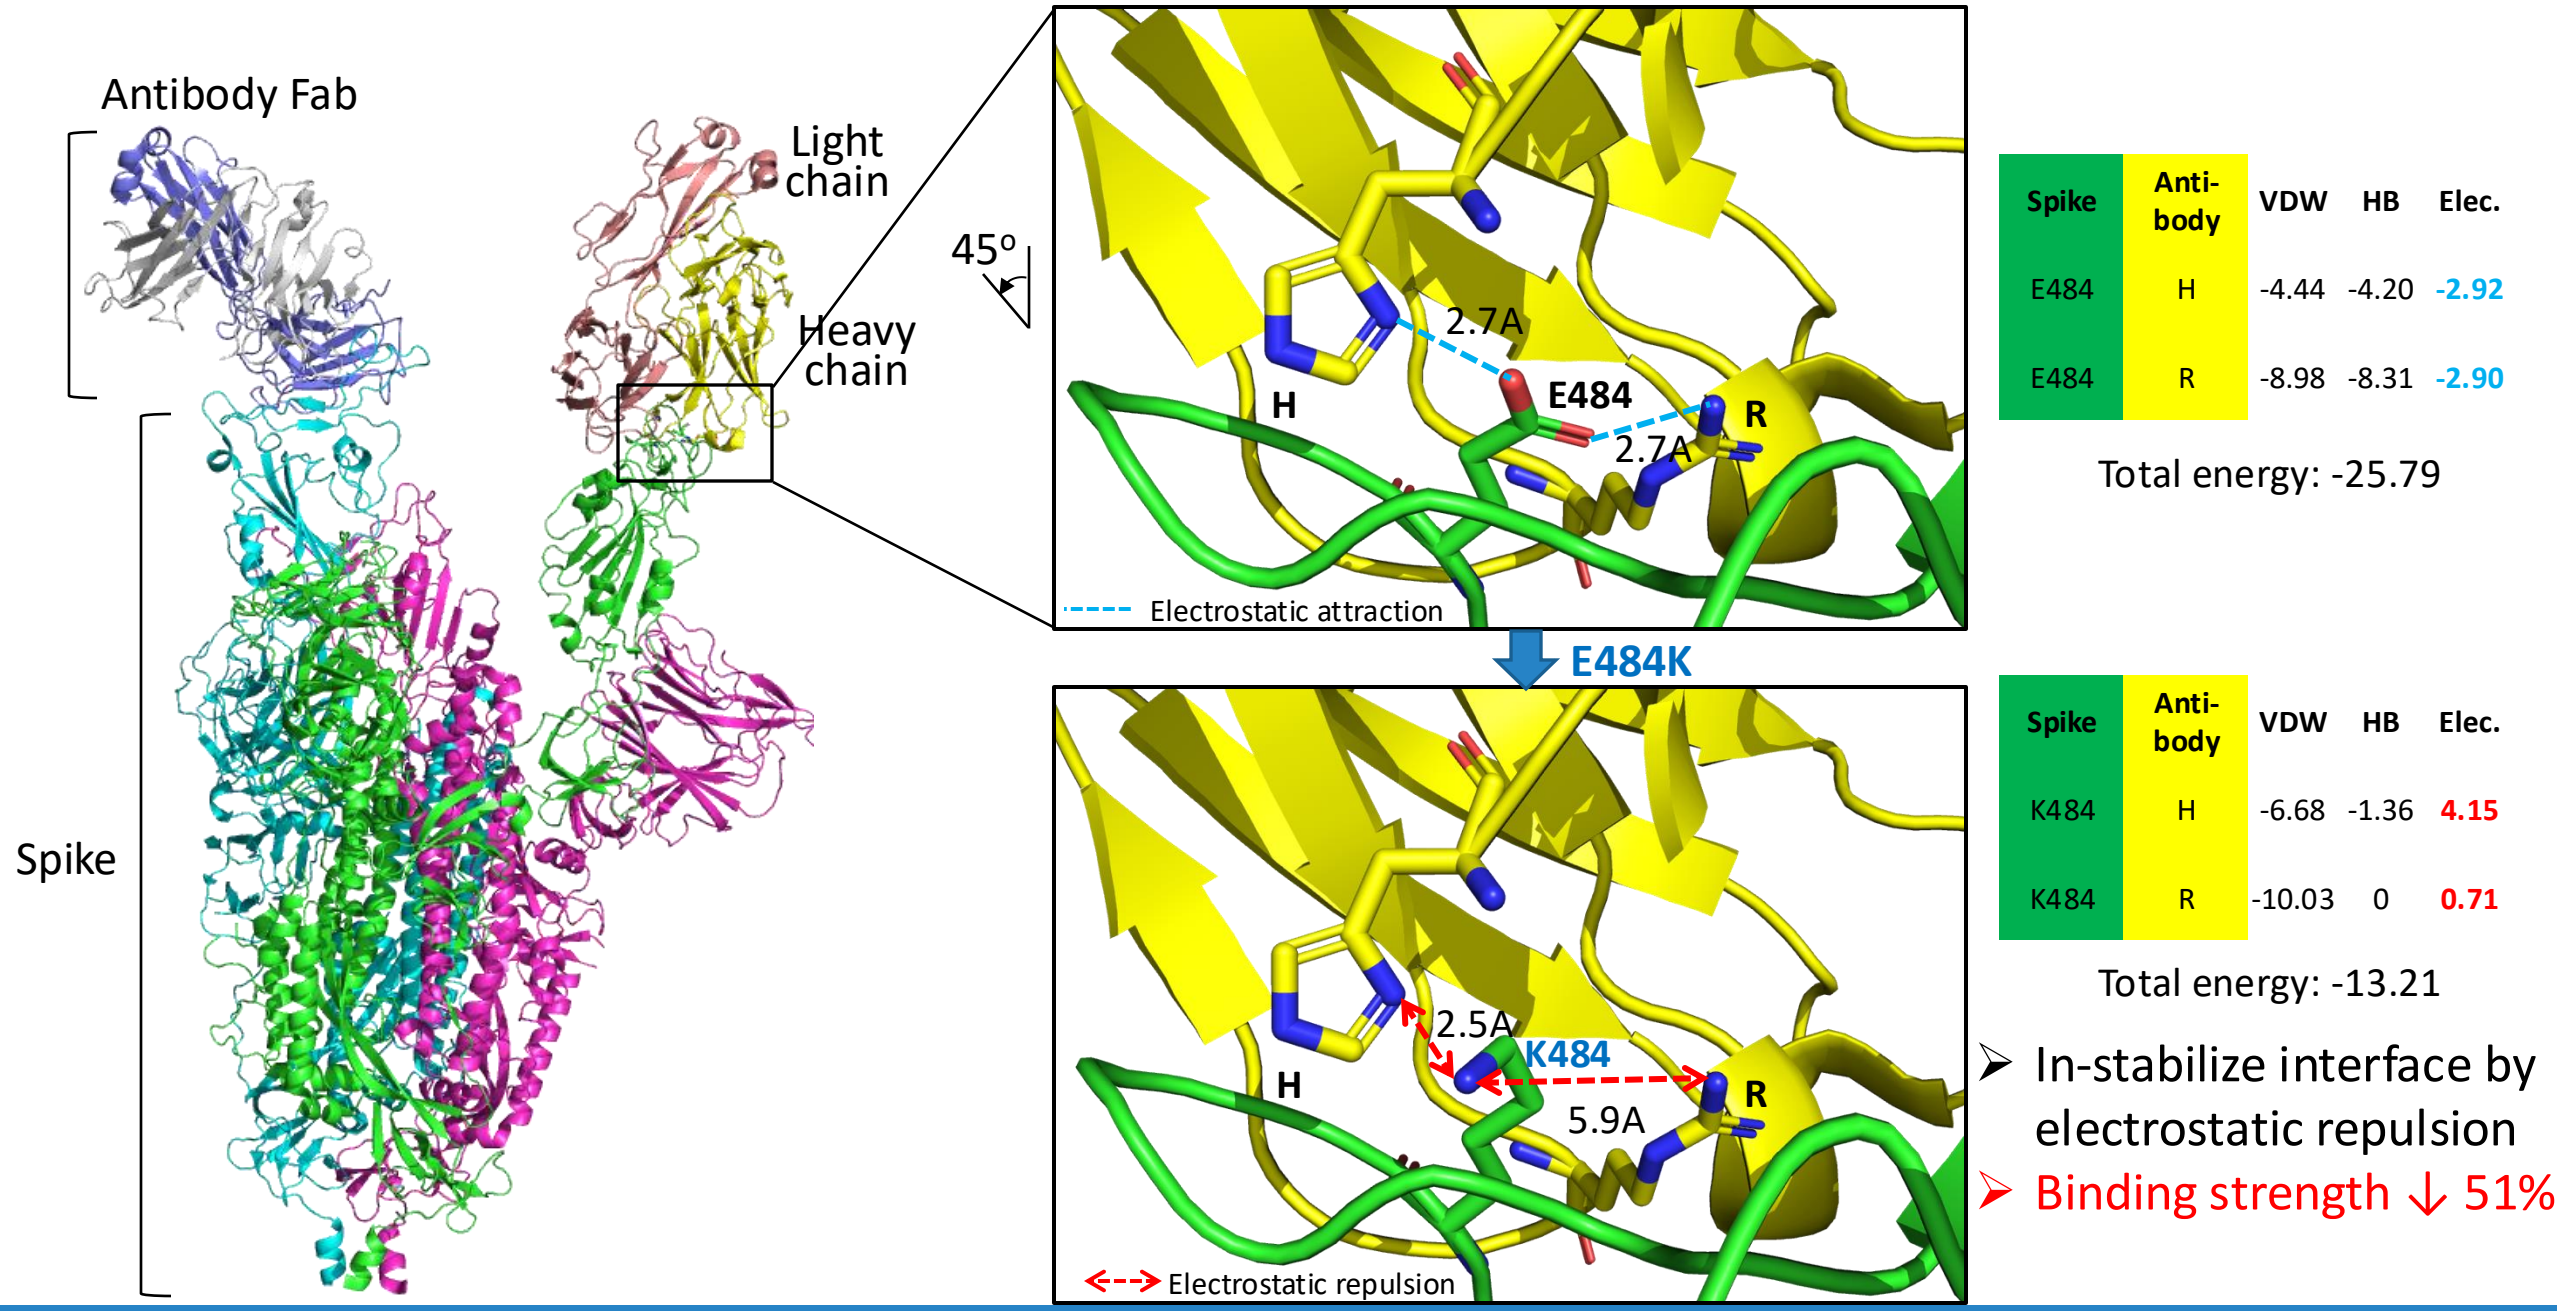 Antibody Fab
Light
chain
Heavy
chain
45°
Spike
2.7A
E484
H
2.7A
R
Electrostatic attraction
E484K
2.5A
K484
H
R
5.9A
Electrostatic repulsion
Spike Anti-body VDW HB Elec.
E484 H -4.44 -4.20 -2.92
E484 R -8.98 -8.31 -2.90
Total energy: -25.79
Spike Anti-body VDW HB Elec.
K484 H -6.68 -1.36 4.15
K484 R -10.03 0 0.71
Total energy: -13.21
➢ In-stabilize interface by
electrostatic repulsion
➢ Binding strength ↓ 51%